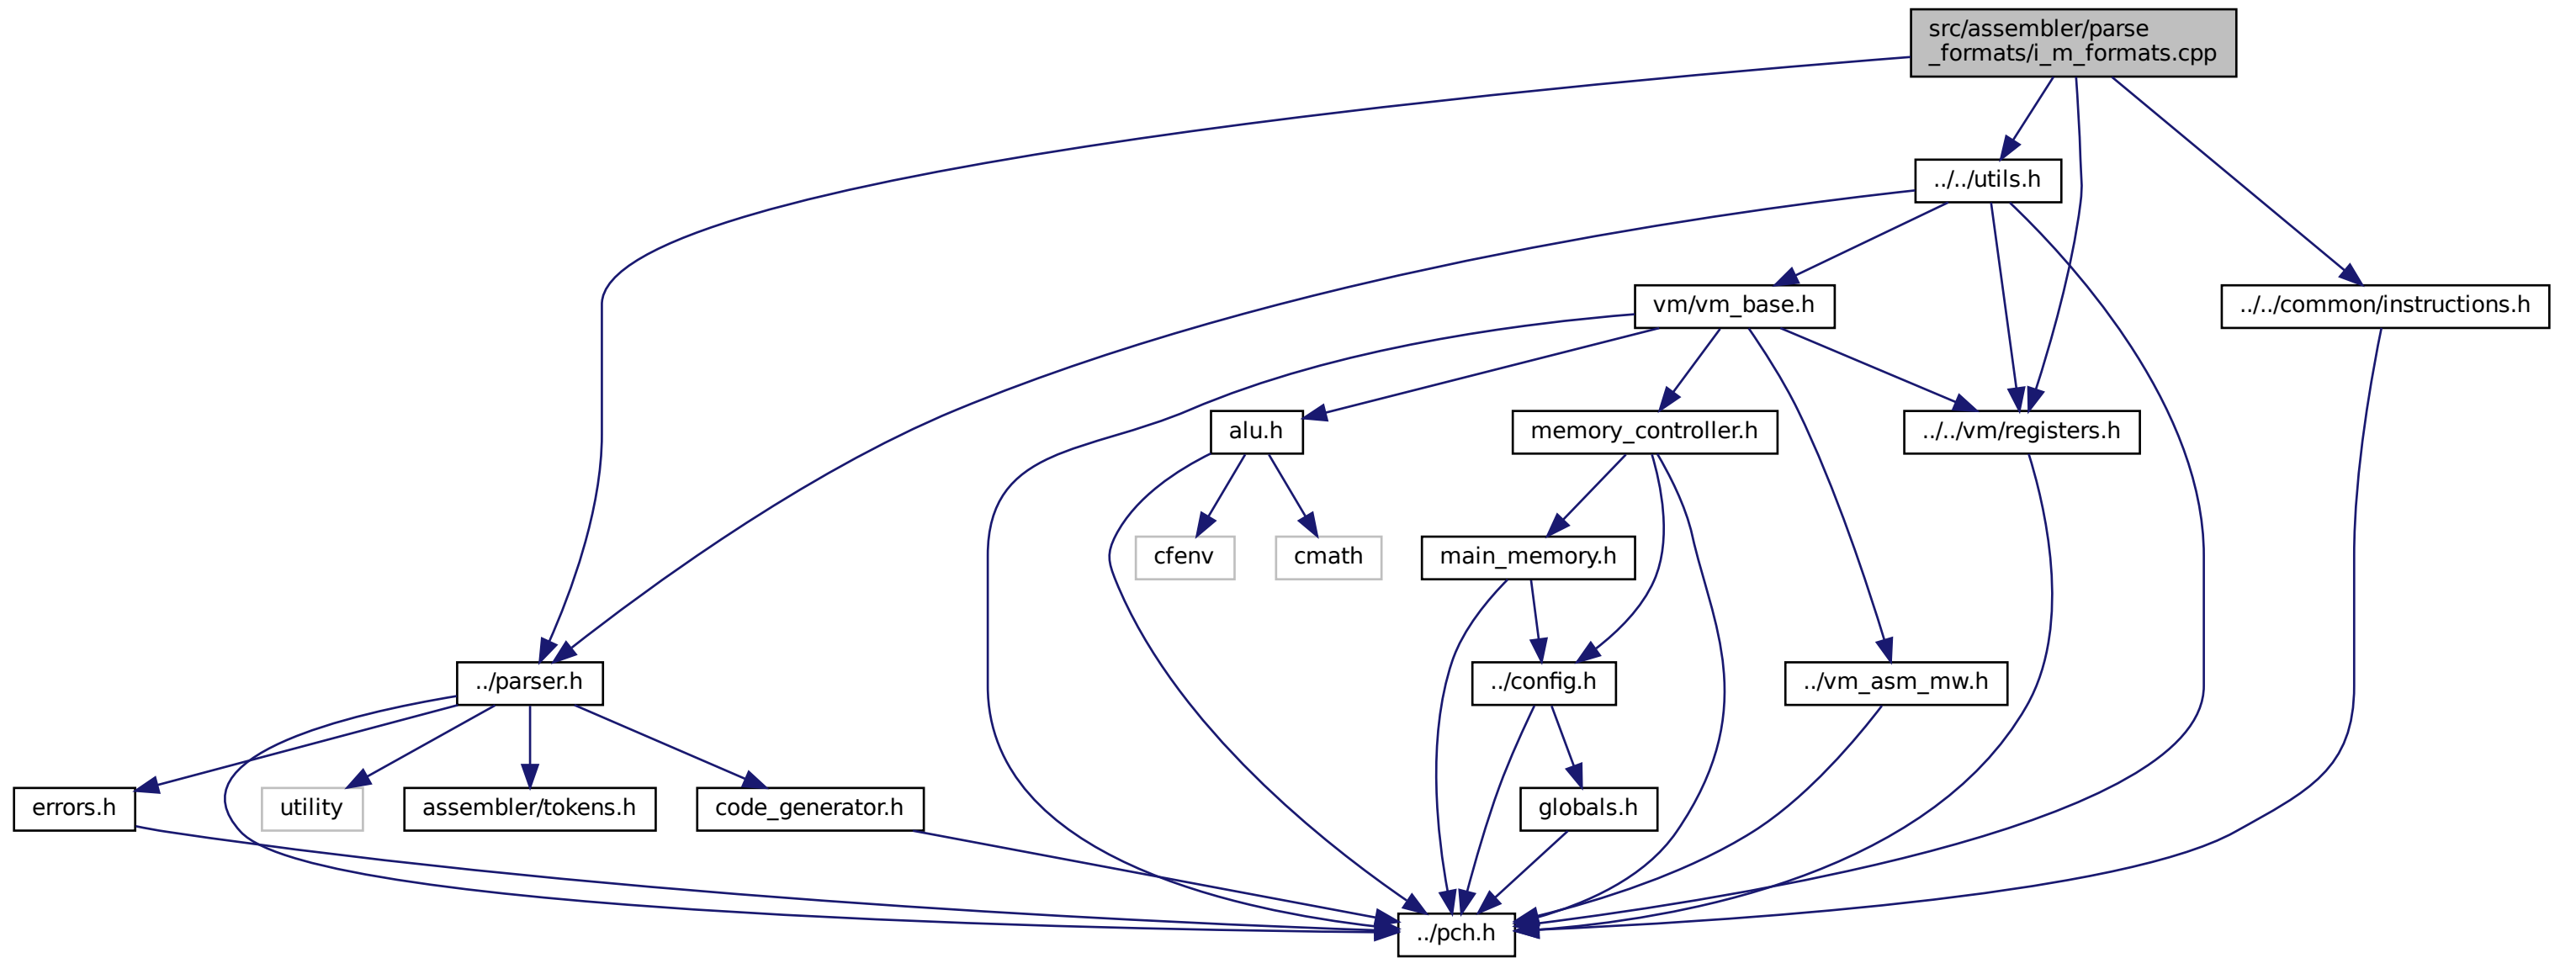 src/assembler/parse
_formats/i_m_formats.cpp
../../utils.h
vm/vm_base.h
../../common/instructions.h
alu.h
memory_controller.h
../../vm/registers.h
cfenv
cmath
main_memory.h
../parser.h
../config.h
../vm_asm_mw.h
errors.h
utility
assembler/tokens.h
code_generator.h
globals.h
../pch.h